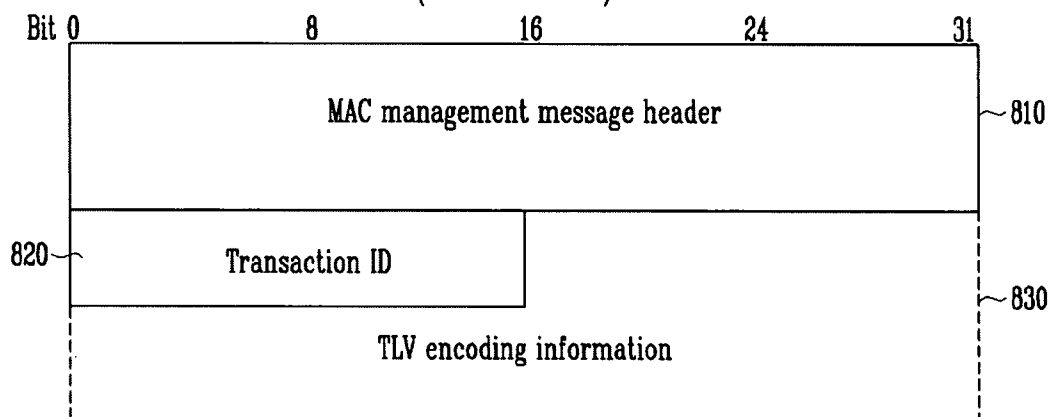 Bit 0 8 16 24 31
MAC management message header
810
820
Transaction ID
830
TLV encoding information